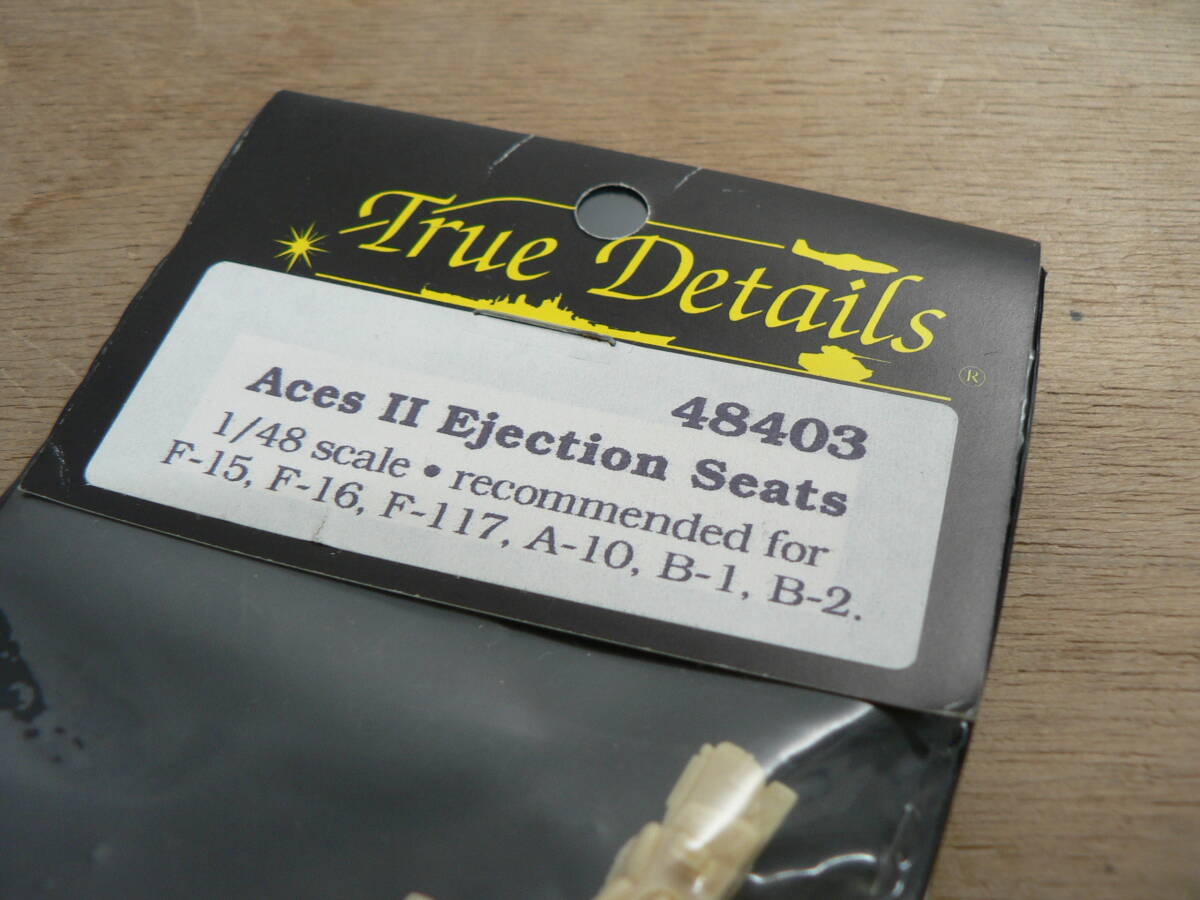 True Details
®
48403
Aces II Ejection Seats
1/48 scale • recommended for
F-15, F-16, F-117, A-10, B-1, B-2.